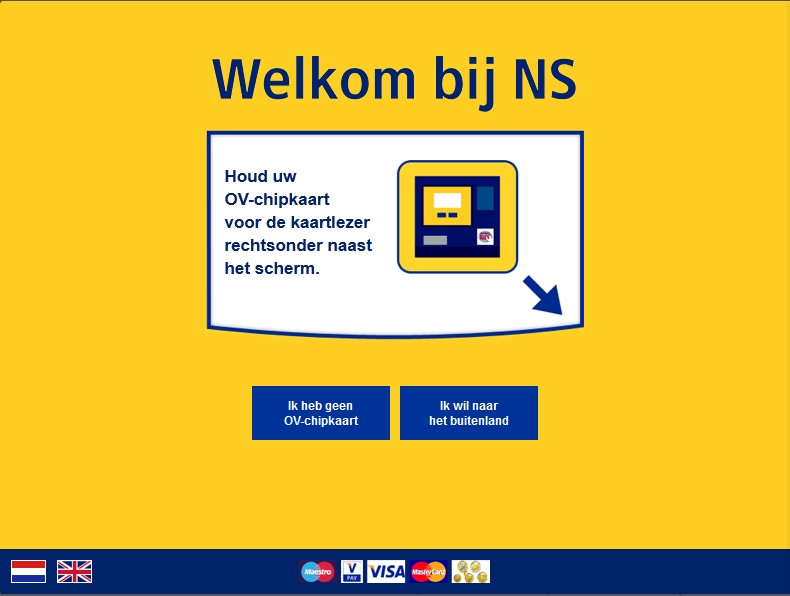 Welkom bij NS
Houd uw
OV-chipkaart
voor de kaartlezer
rechtsonder naast
het scherm.
Ik heb geen
OV-chipkaart
Ik wil naar
het buitenland
Maestro
V
PAY
VISA
MasterCard